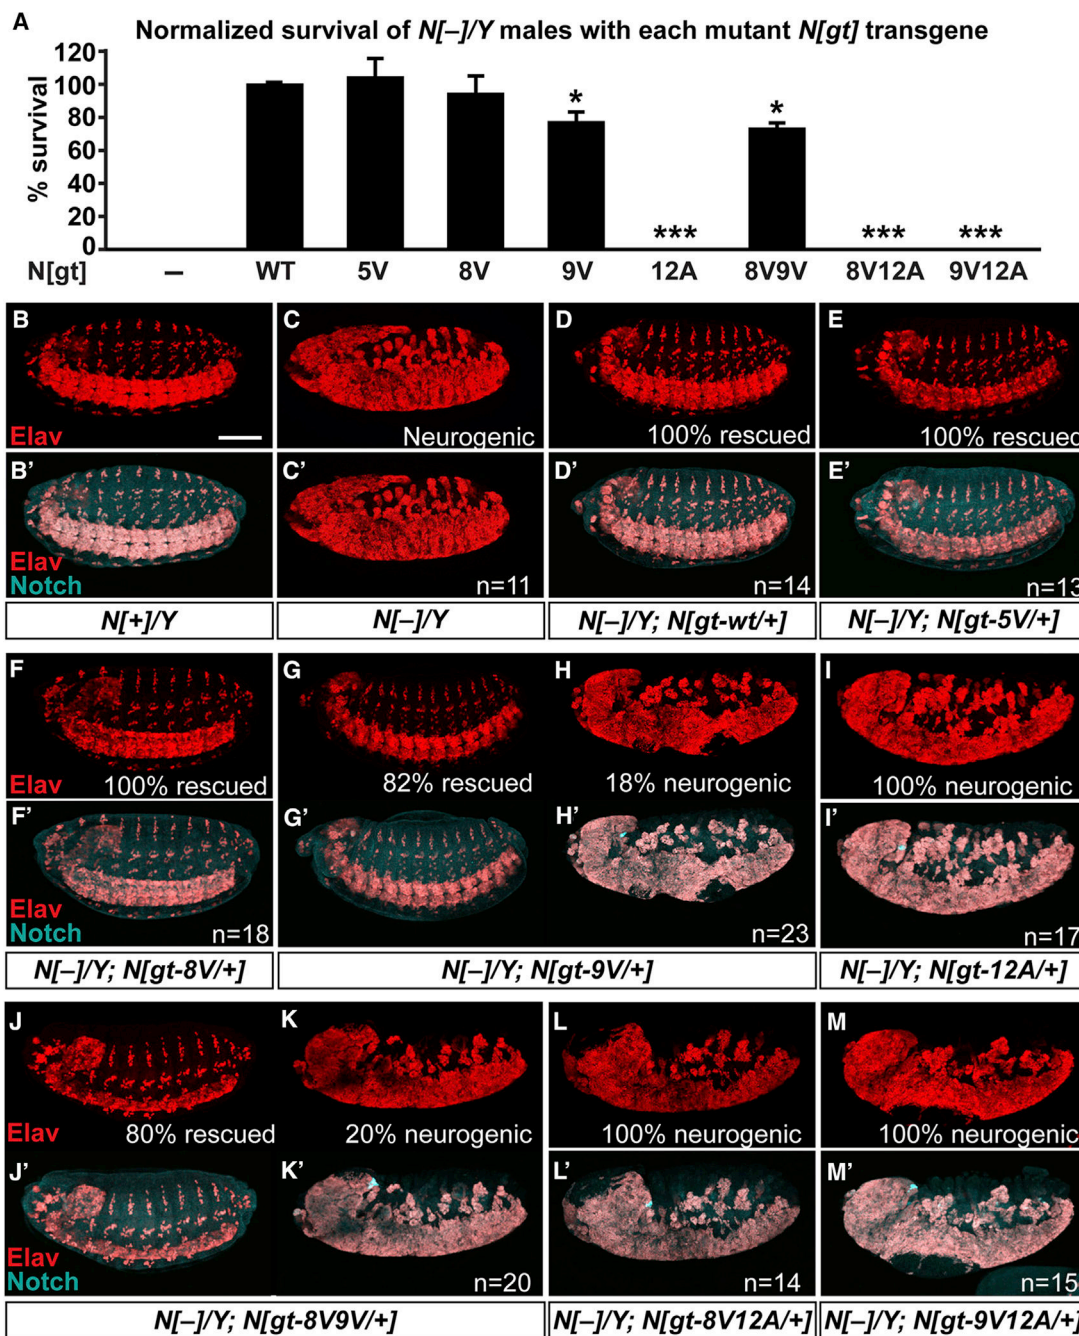 A
Normalized survival of N[–]/Y males with each mutant N[gt] transgene
% survival
120
100
80
60
40
20
0
* *
*** *** ***
N[gt] – WT 5V 8V 9V 12A 8V9V 8V12A 9V12A
B C D E
Elav Neurogenic 100% rescued 100% rescued
B' C' D' E'
Elav
Notch n=11 n=14 n=13
N[+]/Y N[–]/Y N[–]/Y; N[gt-wt/+] N[–]/Y; N[gt-5V/+]
F G H I
Elav 100% rescued 82% rescued 18% neurogenic 100% neurogenic
F' G' H' I'
Elav
Notch n=18 n=23 n=17
N[–]/Y; N[gt-8V/+] N[–]/Y; N[gt-9V/+] N[–]/Y; N[gt-12A/+]
J K L M
Elav 80% rescued 20% neurogenic 100% neurogenic 100% neurogenic
J' K' L' M'
Elav
Notch n=20 n=14 n=15
N[–]/Y; N[gt-8V9V/+] N[–]/Y; N[gt-8V12A/+] N[–]/Y; N[gt-9V12A/+]